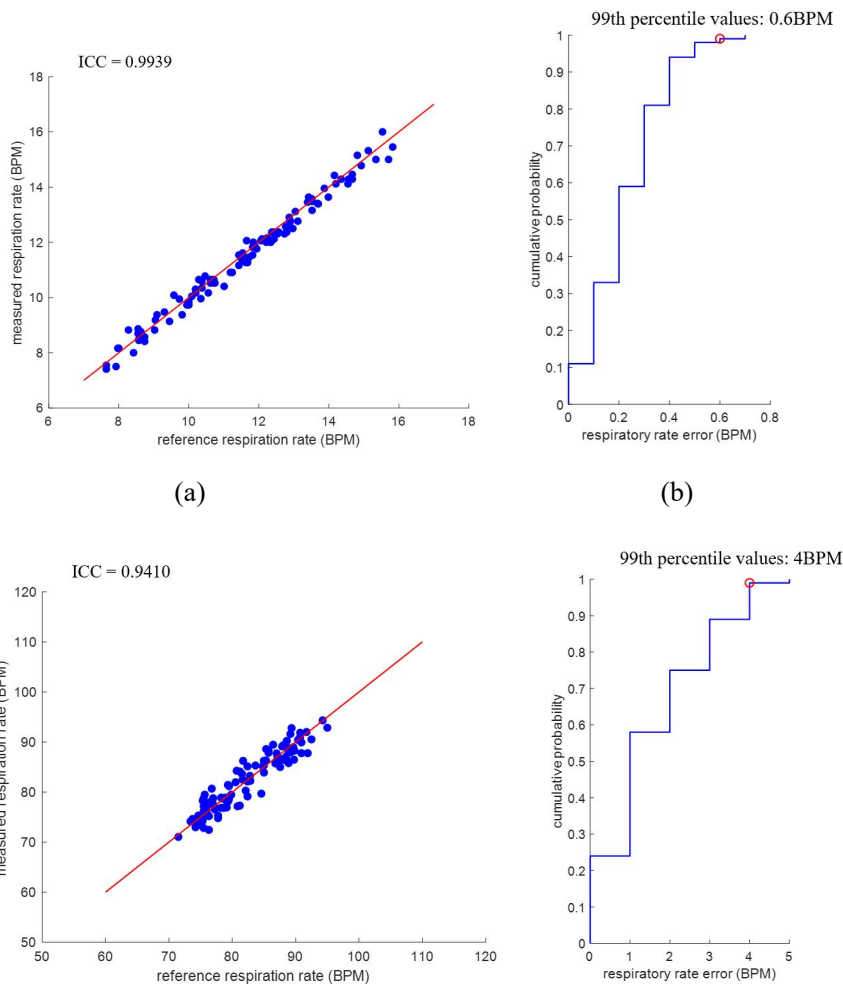 ICC = 0.9939
18
16
14
12
10
8
6
measured respiration rate (BPM)
6 8 10 12 14 16 18
reference respiration rate (BPM)
(a)
99th percentile values: 0.6BPM
1
0.9
0.8
0.7
0.6
0.5
0.4
0.3
0.2
0.1
0
cumulative probability
0 0.2 0.4 0.6 0.8
respiratory rate error (BPM)
(b)
ICC = 0.9410
120
110
100
90
80
70
60
50
measured respiration rate (BPM)
50 60 70 80 90 100 110 120
reference respiration rate (BPM)
99th percentile values: 4BPM
1
0.9
0.8
0.7
0.6
0.5
0.4
0.3
0.2
0.1
0
cumulative probability
0 1 2 3 4 5
respiratory rate error (BPM)